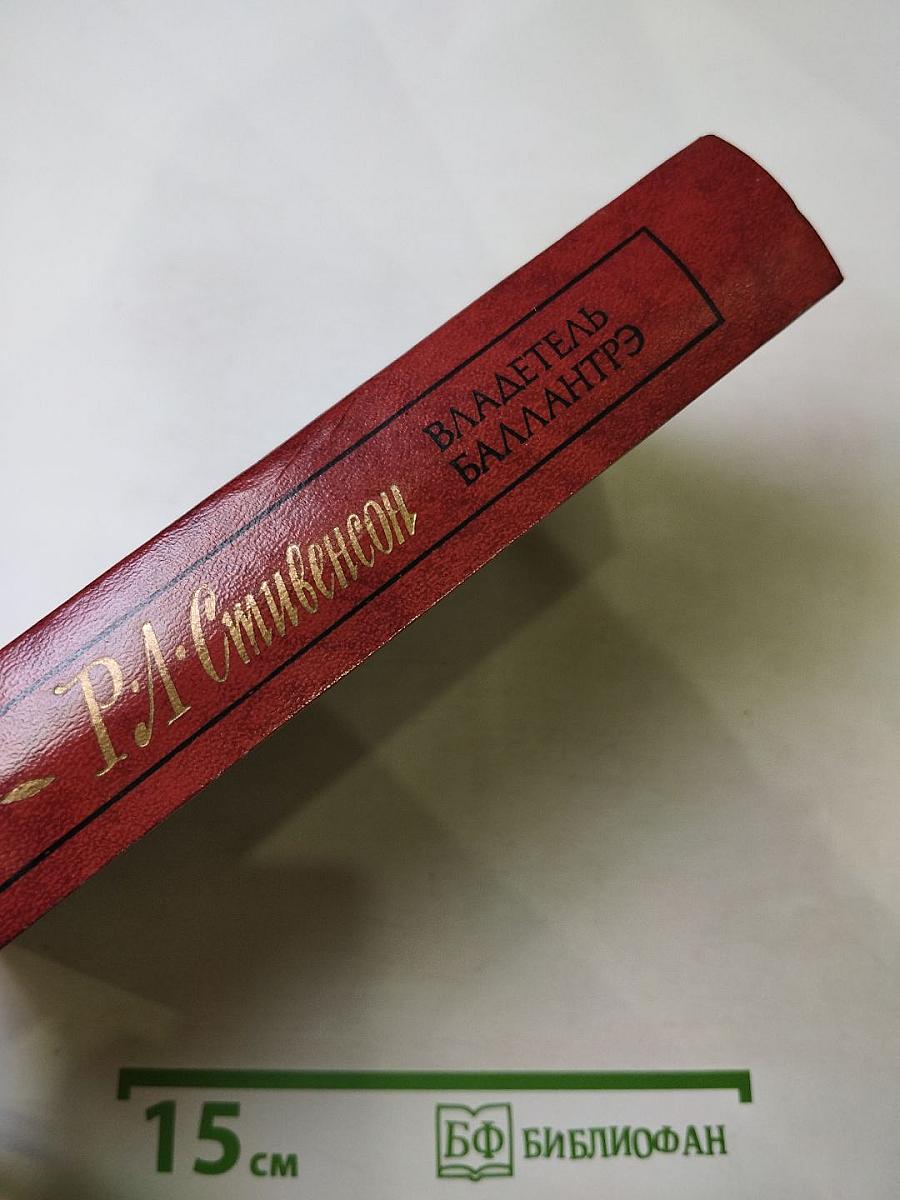 Р·Л·Стивенсон
ВЛАДЕТЕЛЬ
БАЛЛАНТРЭ
15 см
БФ БИБЛИОФАН